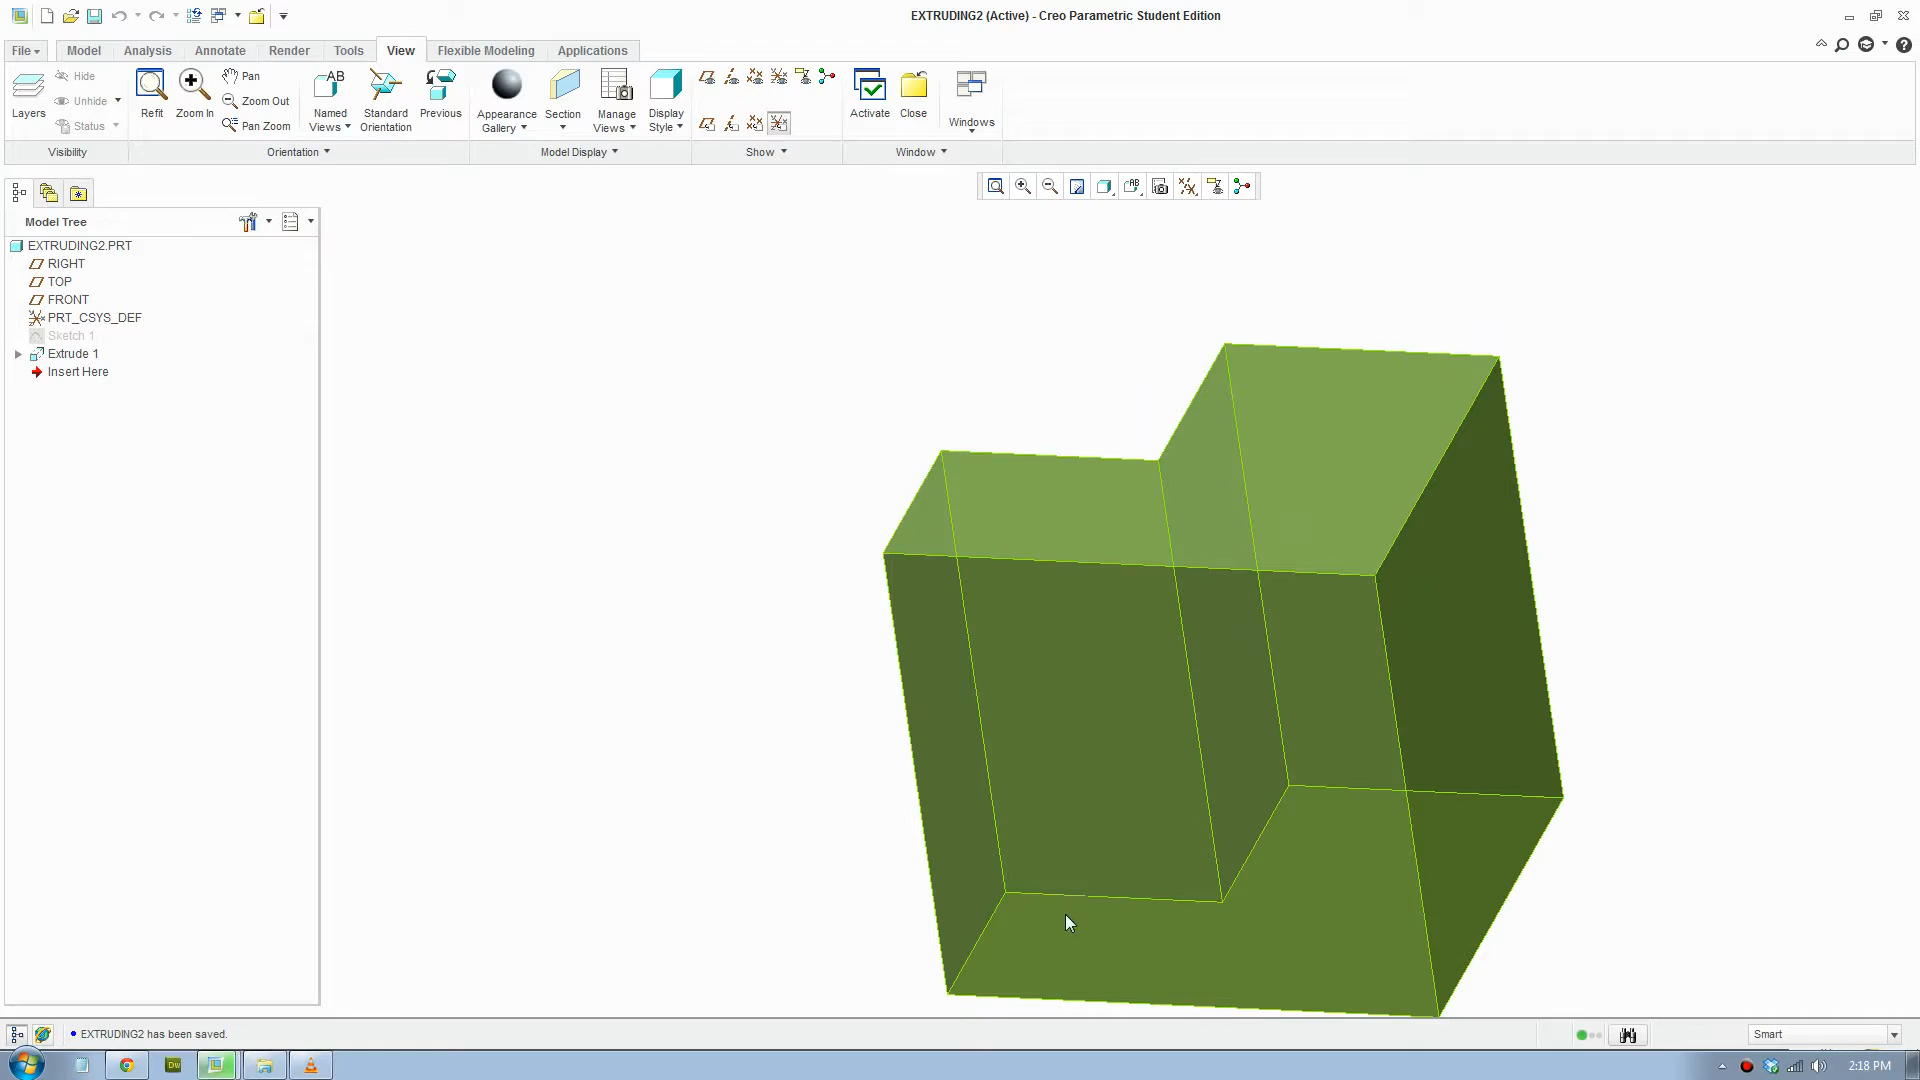 EXTRUDING2 (Active) - Creo Parametric Student Edition
File Model Analysis Annotate Render Tools View Flexible Modeling Applications
Layers Hide Unhide Status
Refit Zoom In Pan Zoom Out Pan Zoom
Named Views Standard Orientation Previous
Appearance Gallery Section Manage Views Display Style
Activate Close Windows
Visibility Orientation Model Display Show Window
Model Tree
EXTRUDING2.PRT
RIGHT
TOP
FRONT
PRT_CSYS_DEF
Sketch 1
Extrude 1
Insert Here
EXTRUDING2 has been saved.
Smart
Dw
2:18 PM